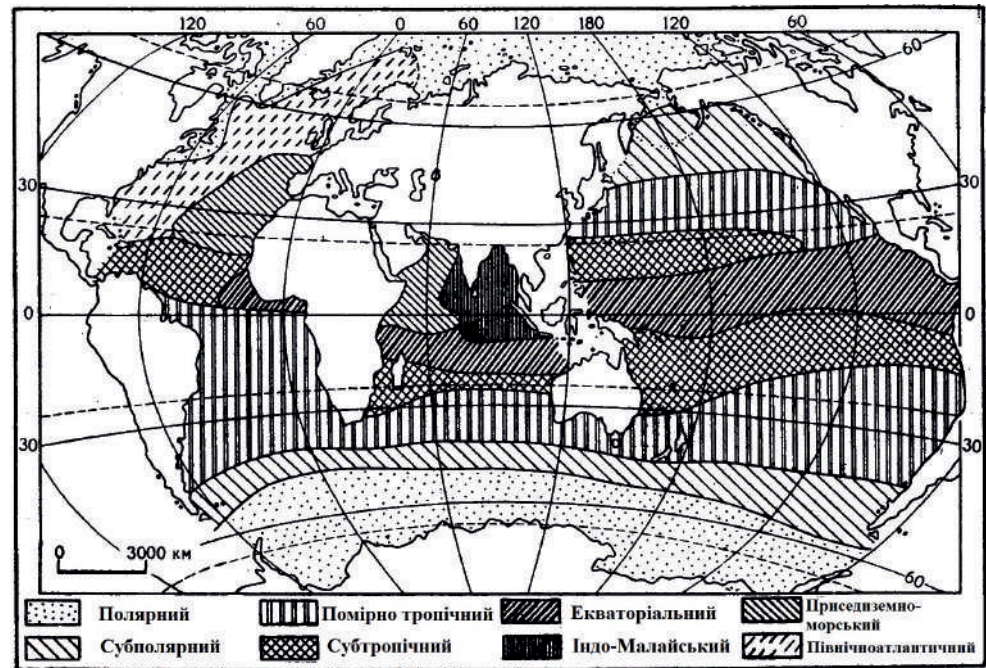 120 60 0 60 120 180 120 60
60
30 30
0 0
30 30
0 3000 км
60
Полярний Помірно тропічний Екваторіальний Приседиземно-
морський
Субполярний Субтропічний Індо-Малайський Північноатлантичний